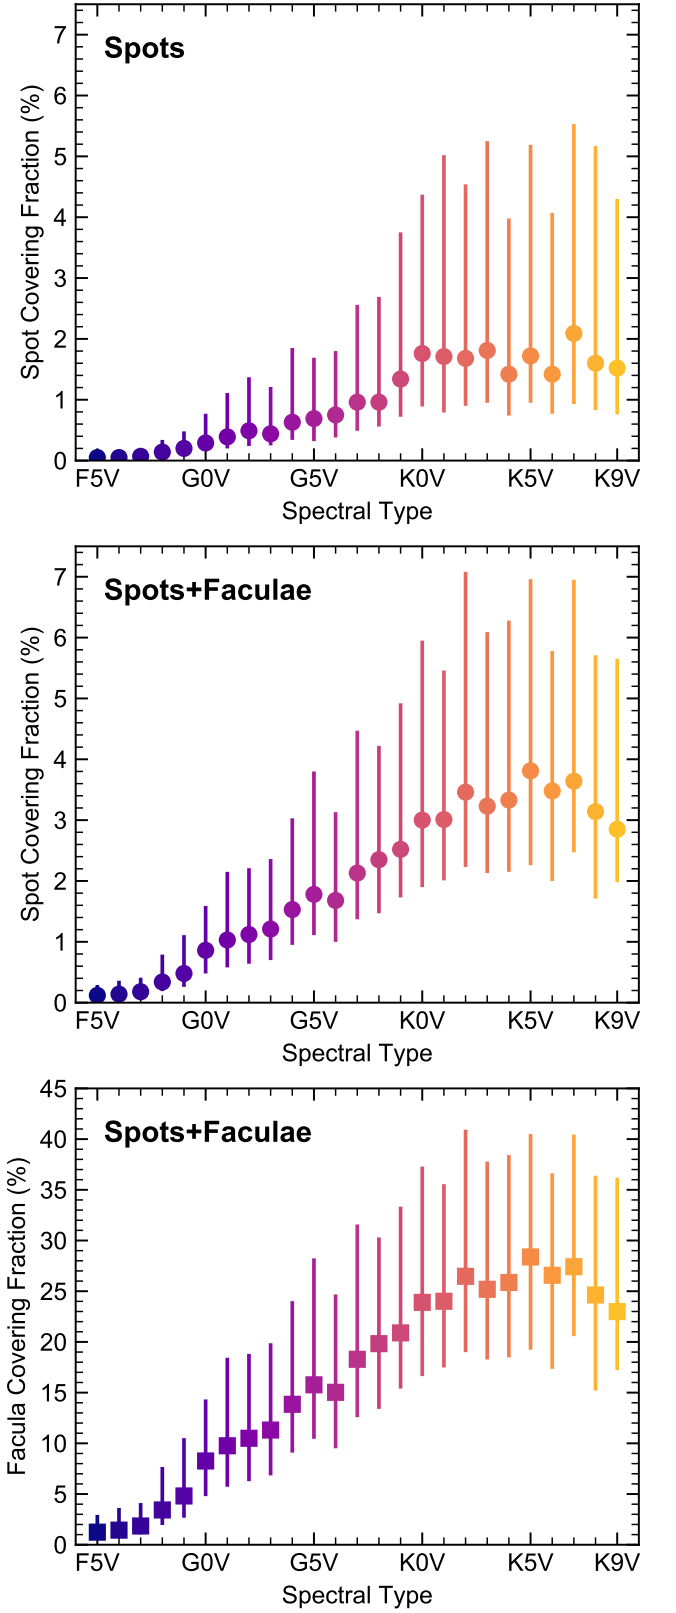 Spots
7
6
5
4
3
2
1
0
Spot Covering Fraction (%)
F5V G0V G5V K0V K5V K9V
Spectral Type
Spots+Faculae
7
6
5
4
3
2
1
0
Spot Covering Fraction (%)
F5V G0V G5V K0V K5V K9V
Spectral Type
Spots+Faculae
45
40
35
30
25
20
15
10
5
0
Facula Covering Fraction (%)
F5V G0V G5V K0V K5V K9V
Spectral Type